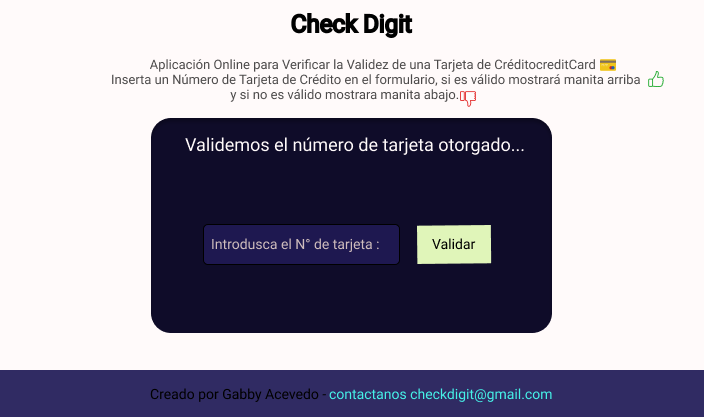 Check Digit
Aplicación Online para Verificar la Validez de una Tarjeta de CréditocreditCard
Inserta un Número de Tarjeta de Crédito en el formulario, si es válido mostrará manita arriba
y si no es válido mostrara manita abajo.
Validemos el número de tarjeta otorgado...
Introdusca el N° de tarjeta :
Validar
Creado por Gabby Acevedo - contactanos checkdigit@gmail.com